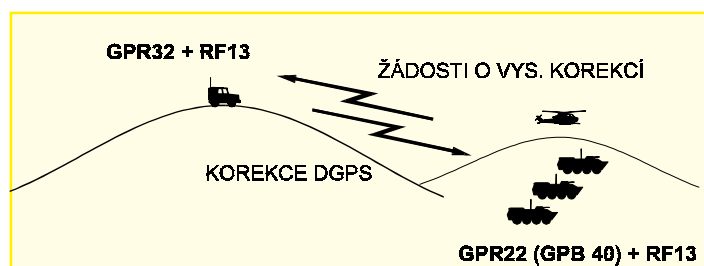 GPR32 + RF13
ŽÁDOSTI O VYS. KOREKCÍ
KOREKCE DGPS
GPR22 (GPB 40) + RF13